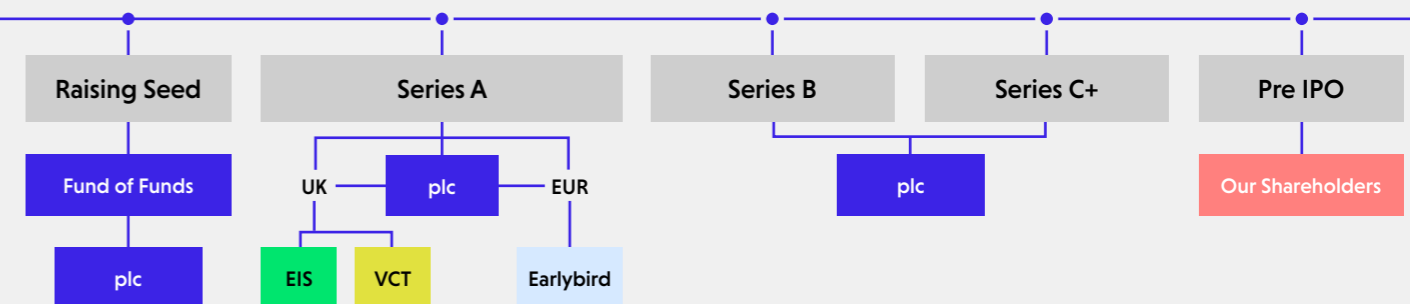 Raising Seed
Series A
Series B
Series C+
Pre IPO
Fund of Funds
UK
plc
EUR
plc
Our Shareholders
plc
EIS
VCT
Earlybird